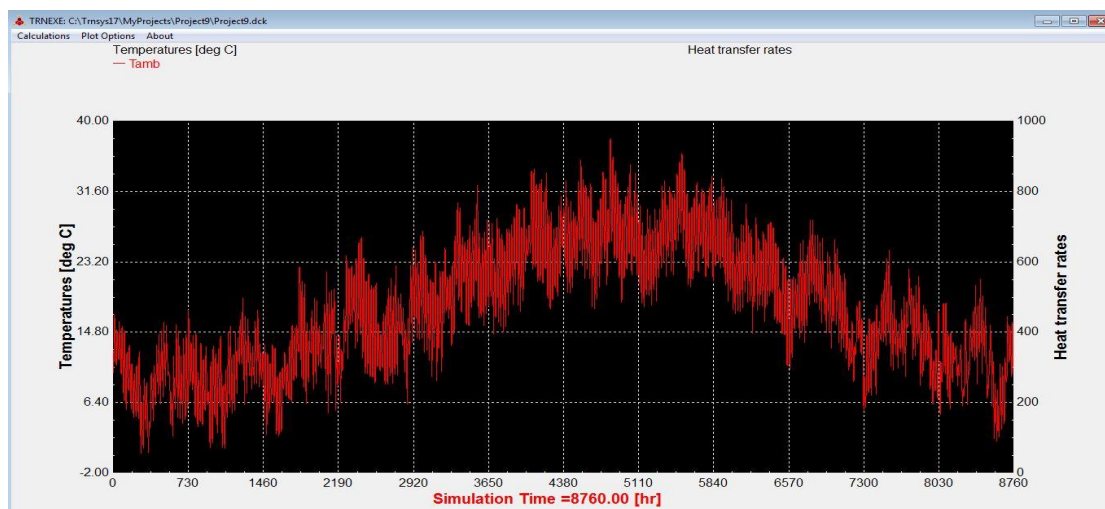 TRNEXE: C:\Trnsys17\MyProjects\Project9\Project9.dck
Calculations Plot Options About
Temperatures [deg C] Heat transfer rates
Tamb
40.00 1000
31.60 800
23.20 600
14.80 400
6.40 200
-2.00 0
Temperatures [deg C]
Heat transfer rates
0 730 1460 2190 2920 3650 4380 5110 5840 6570 7300 8030 8760
Simulation Time =8760.00 [hr]